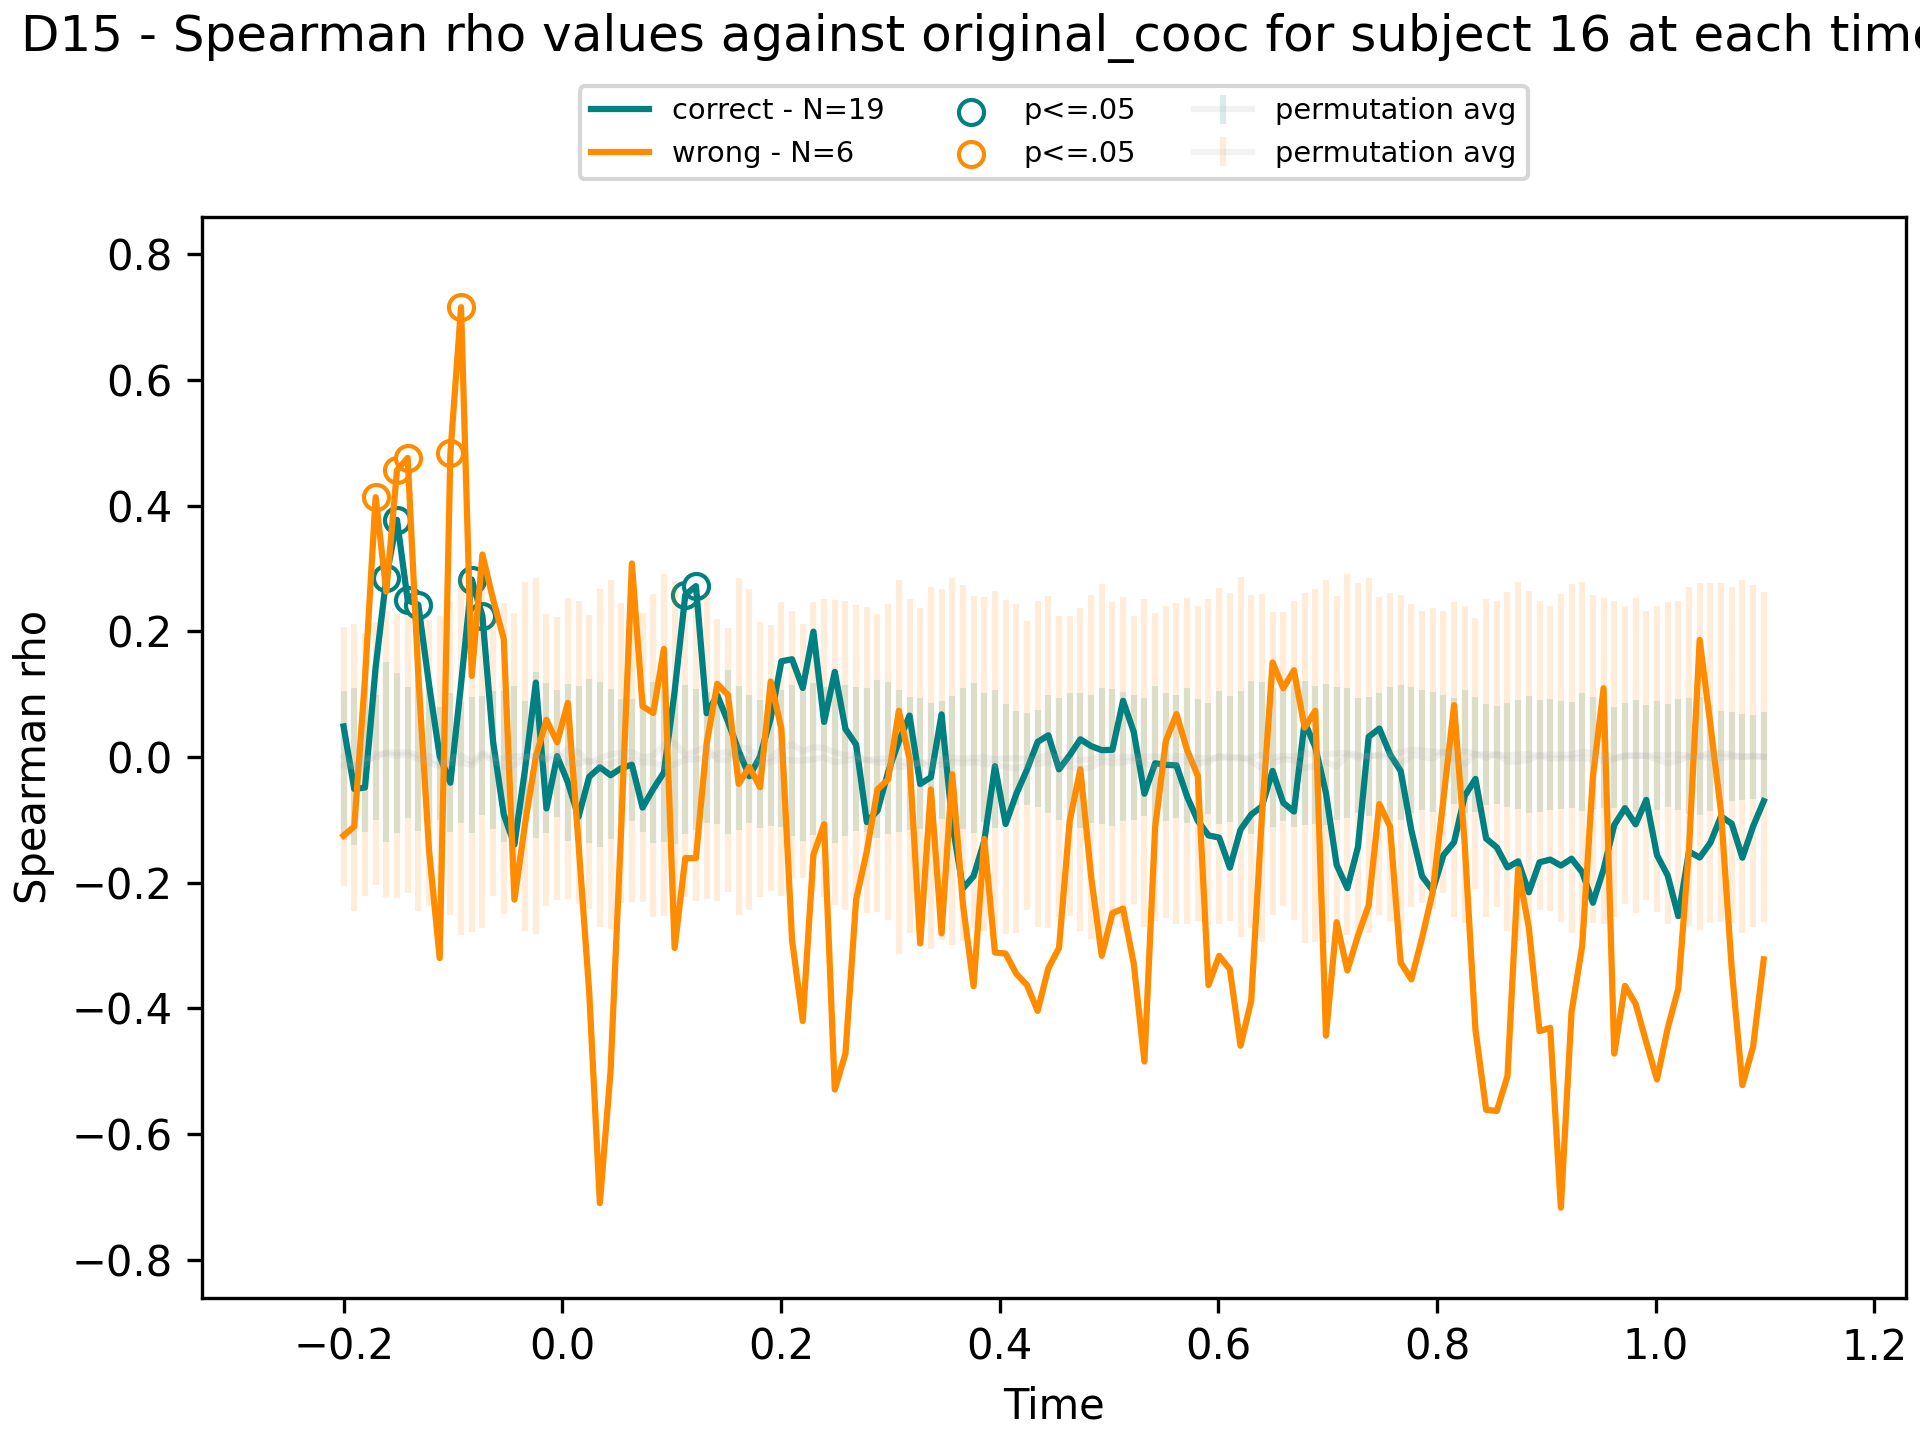 D15 - Spearman rho values against original_cooc for subject 16 at each time
correct - N=19
wrong - N=6
p<=.05
p<=.05
permutation avg
permutation avg
Spearman rho
0.8
0.6
0.4
0.2
0.0
−0.2
−0.4
−0.6
−0.8
−0.2 0.0 0.2 0.4 0.6 0.8 1.0 1.2
Time